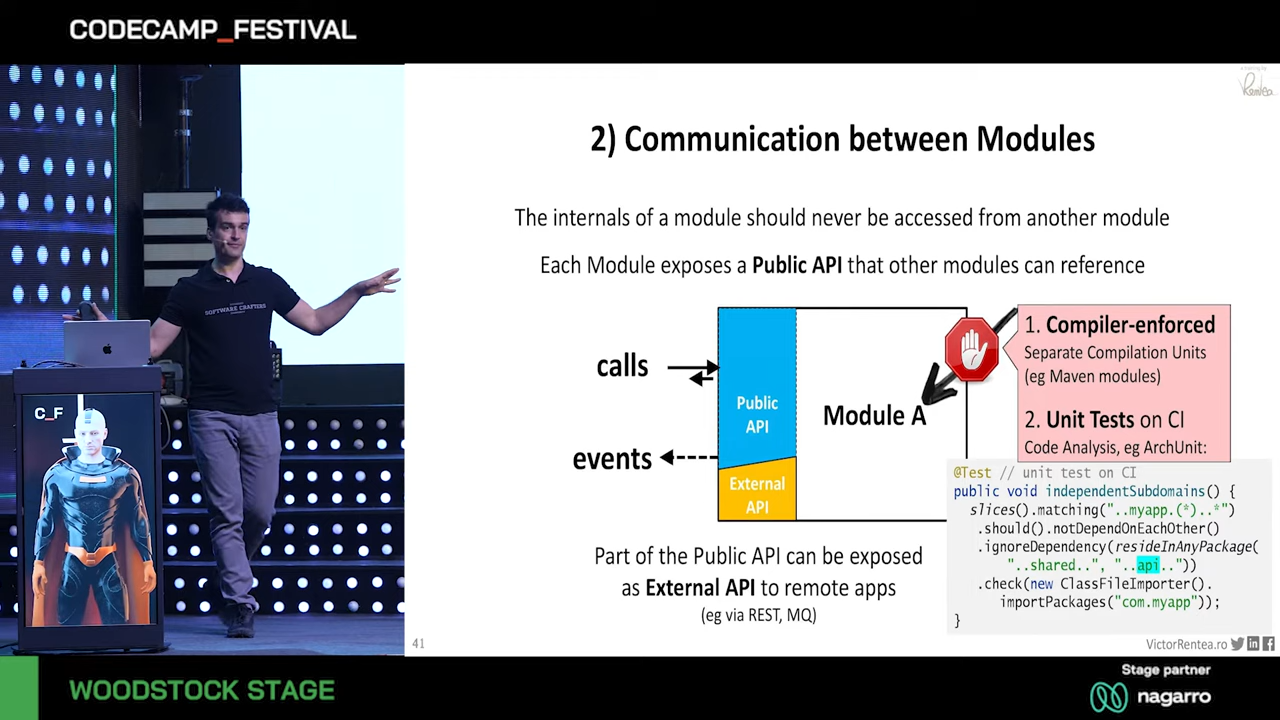 CODECAMP_FESTIVAL
a training by
Rentea
2) Communication between Modules
The internals of a module should never be accessed from another module
Each Module exposes a Public API that other modules can reference
calls
events
Public
API
External
API
Module A
1. Compiler-enforced
Separate Compilation Units
(eg Maven modules)
2. Unit Tests on CI
Code Analysis, eg ArchUnit:
@Test // unit test on CI
public void independentSubdomains() {
slices().matching("..myapp.(*)..*")
.should().notDependOnEachOther()
.ignoreDependency(resideInAnyPackage(
"..shared..", "..api.."))
.check(new ClassFileImporter().
importPackages("com.myapp"));
}
Part of the Public API can be exposed
as External API to remote apps
(eg via REST, MQ)
41
VictorRentea.ro
SOFTWARE CRAFTERS
C_F
WOODSTOCK STAGE
Stage partner
nagarro